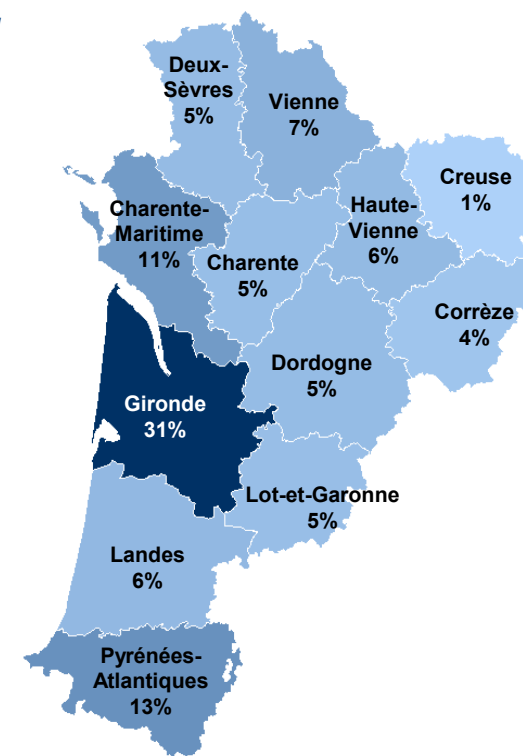 Deux-
Sèvres
5%
Vienne
7%
Creuse
1%
Charente-
Maritime
11%
Haute-
Vienne
6%
Charente
5%
Corrèze
4%
Dordogne
5%
Gironde
31%
Lot-et-Garonne
5%
Landes
6%
Pyrénées-
Atlantiques
13%